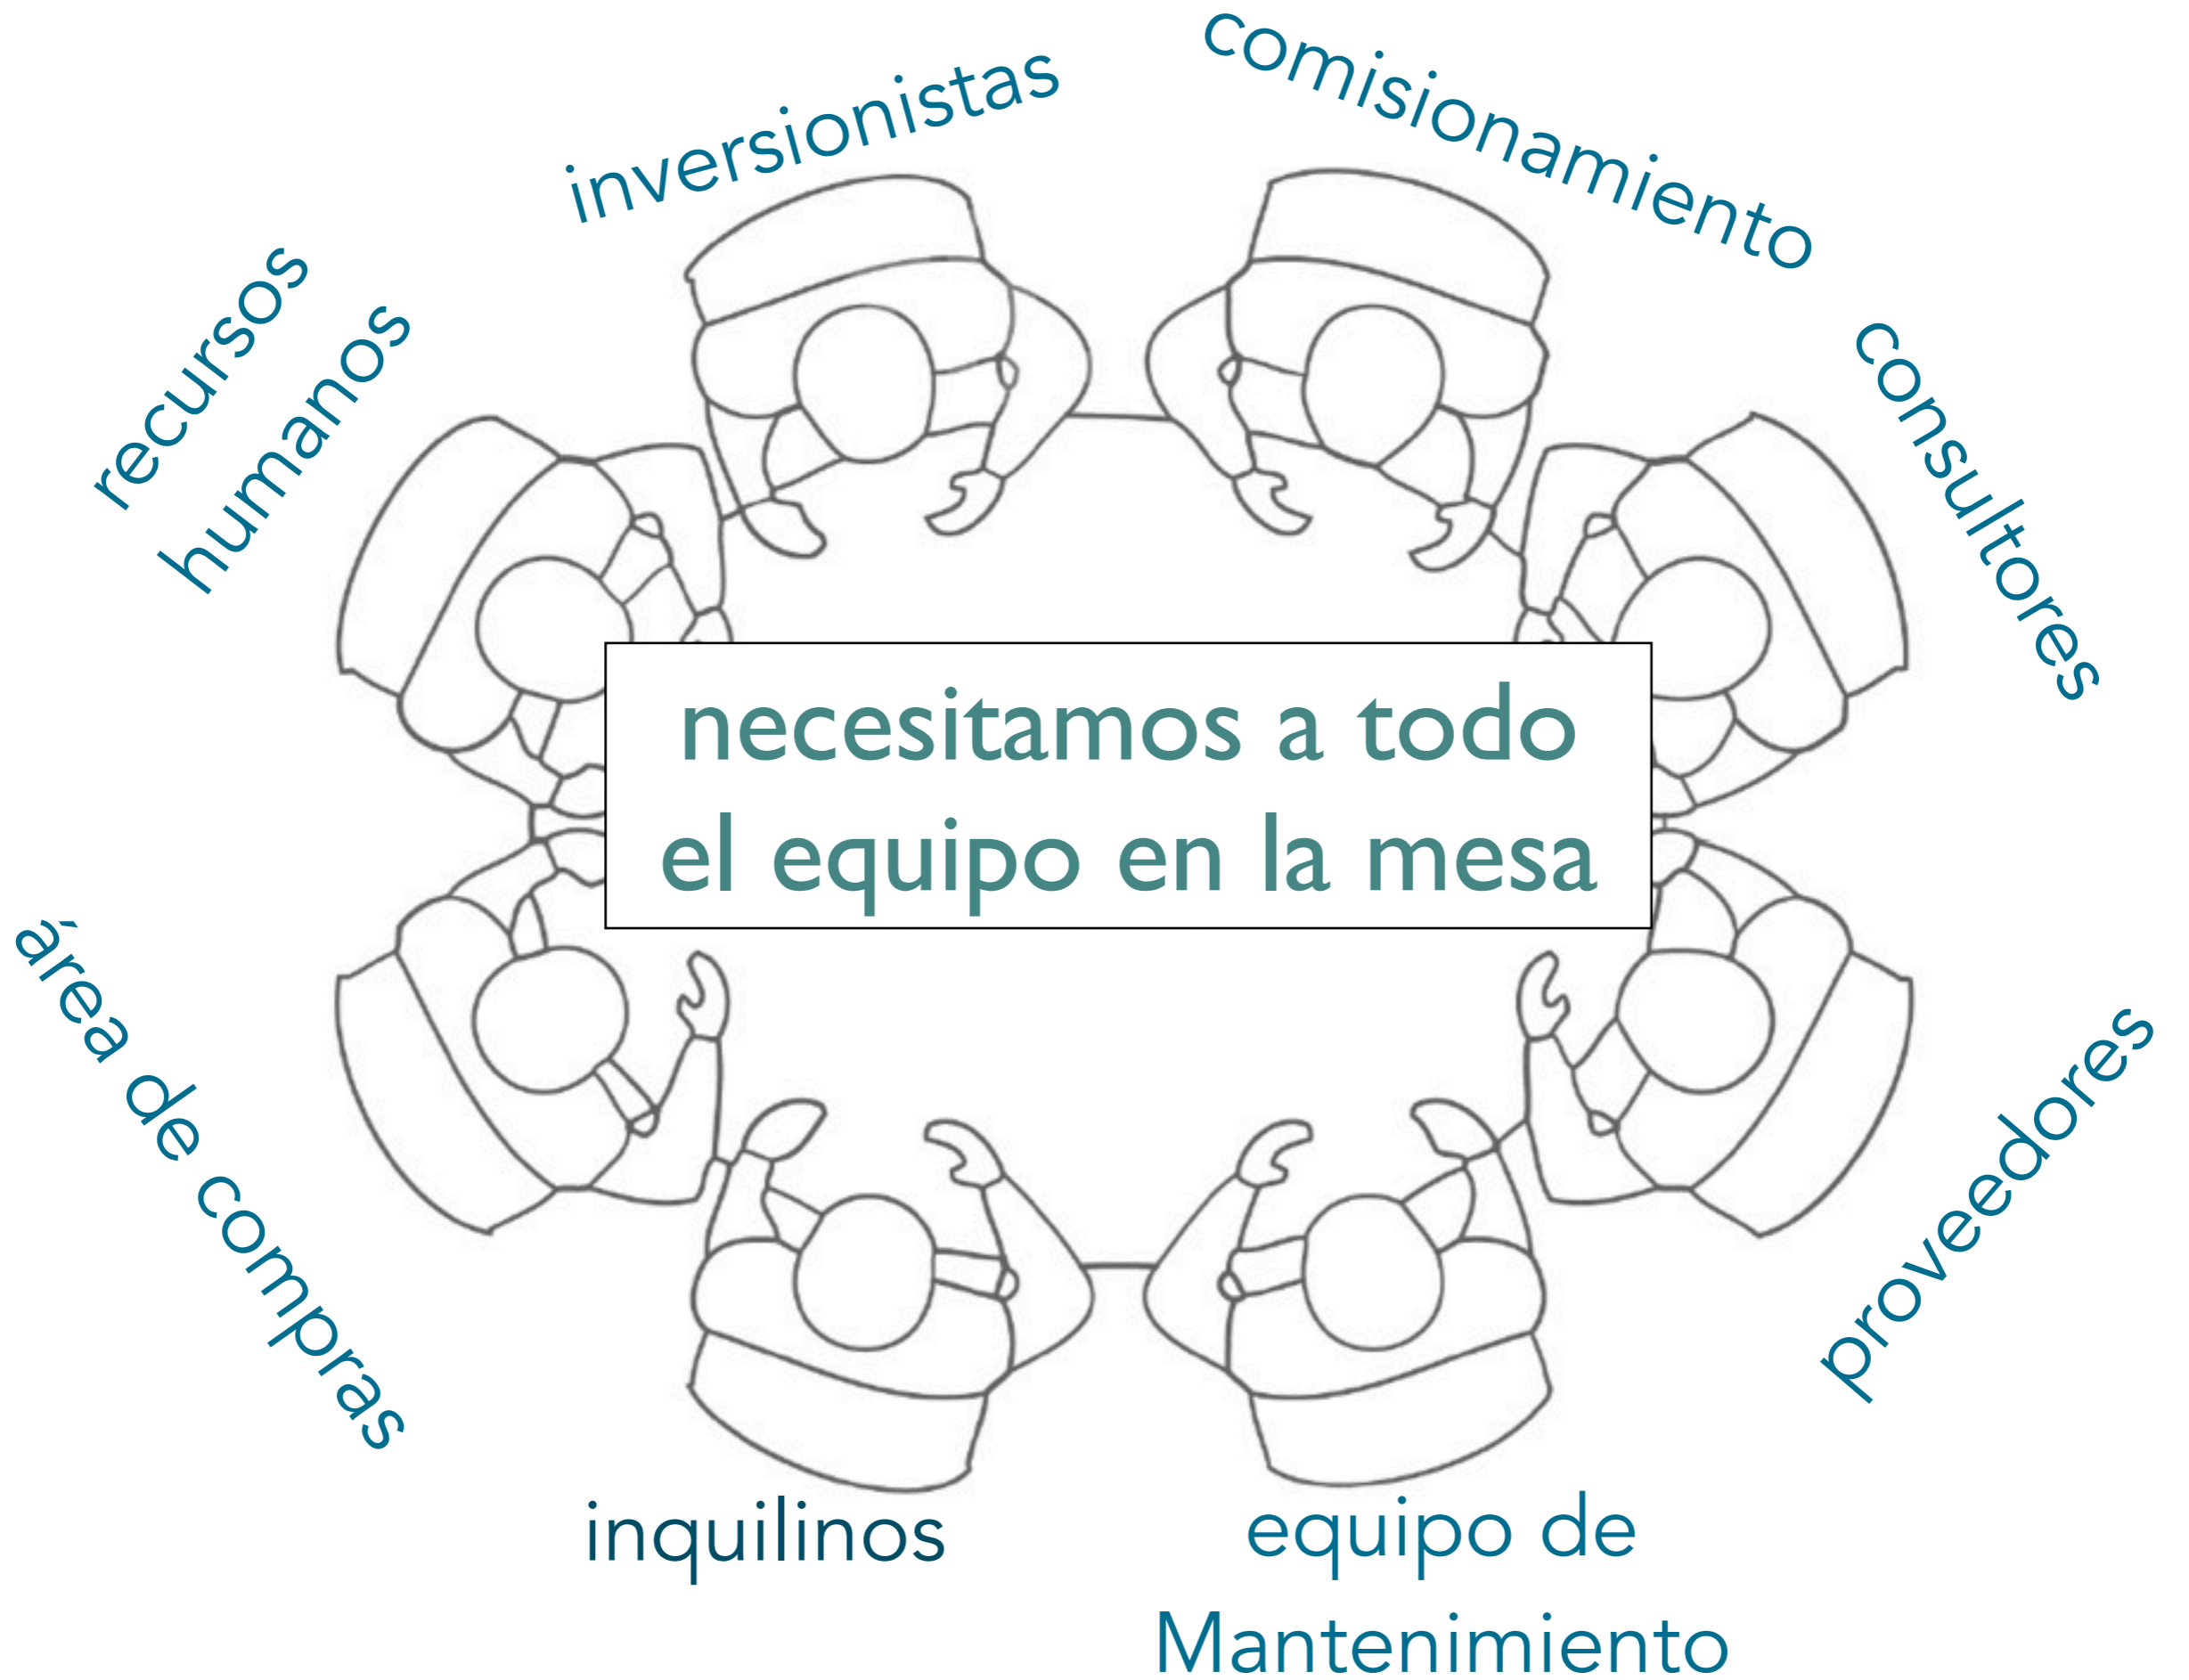 comisionamiento
inversionistas
recursos
humanos
consultores
necesitamos a todo
el equipo en la mesa
área de compras
proveedores
inquilinos
equipo de
Mantenimiento